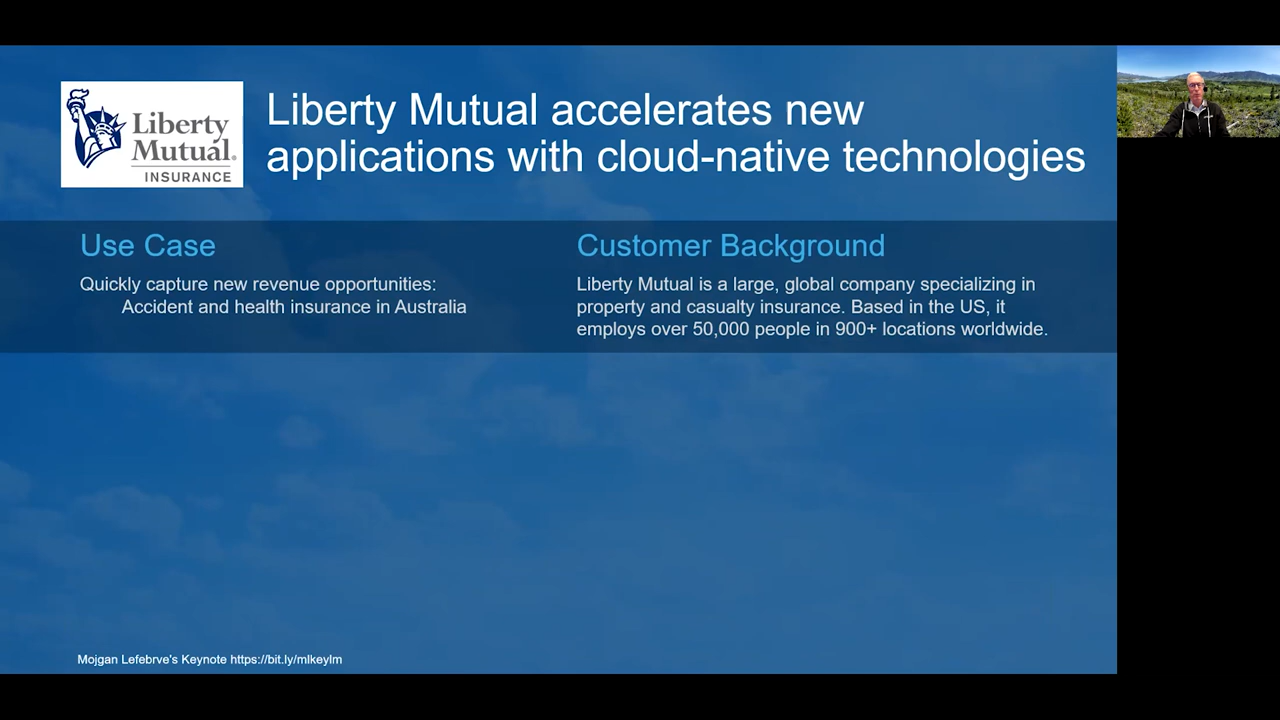 Liberty
Mutual.
INSURANCE
Liberty Mutual accelerates new
applications with cloud-native technologies
Use Case
Quickly capture new revenue opportunities:
Accident and health insurance in Australia
Customer Background
Liberty Mutual is a large, global company specializing in
property and casualty insurance. Based in the US, it
employs over 50,000 people in 900+ locations worldwide.
Mojgan Lefebrve's Keynote https://bit.ly/mlkeylm